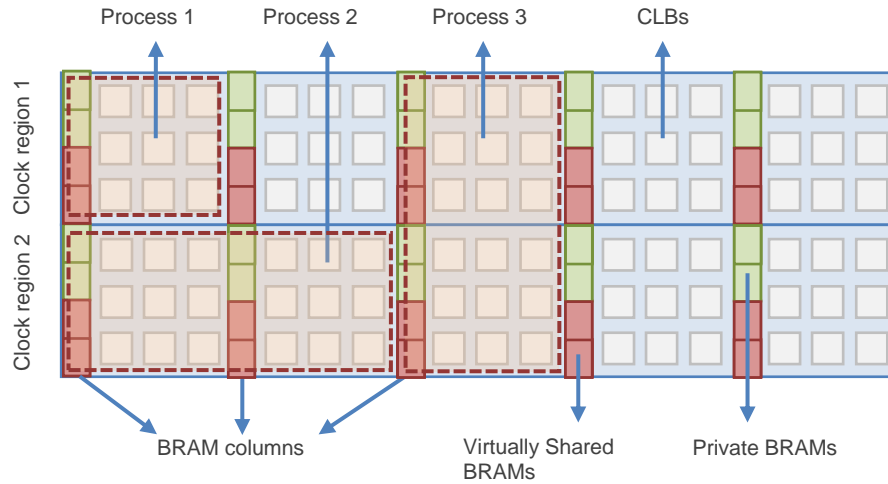 Process 1
Process 2
Process 3
CLBs
Clock region 1
Clock region 2
BRAM columns
Virtually Shared
BRAMs
Private BRAMs